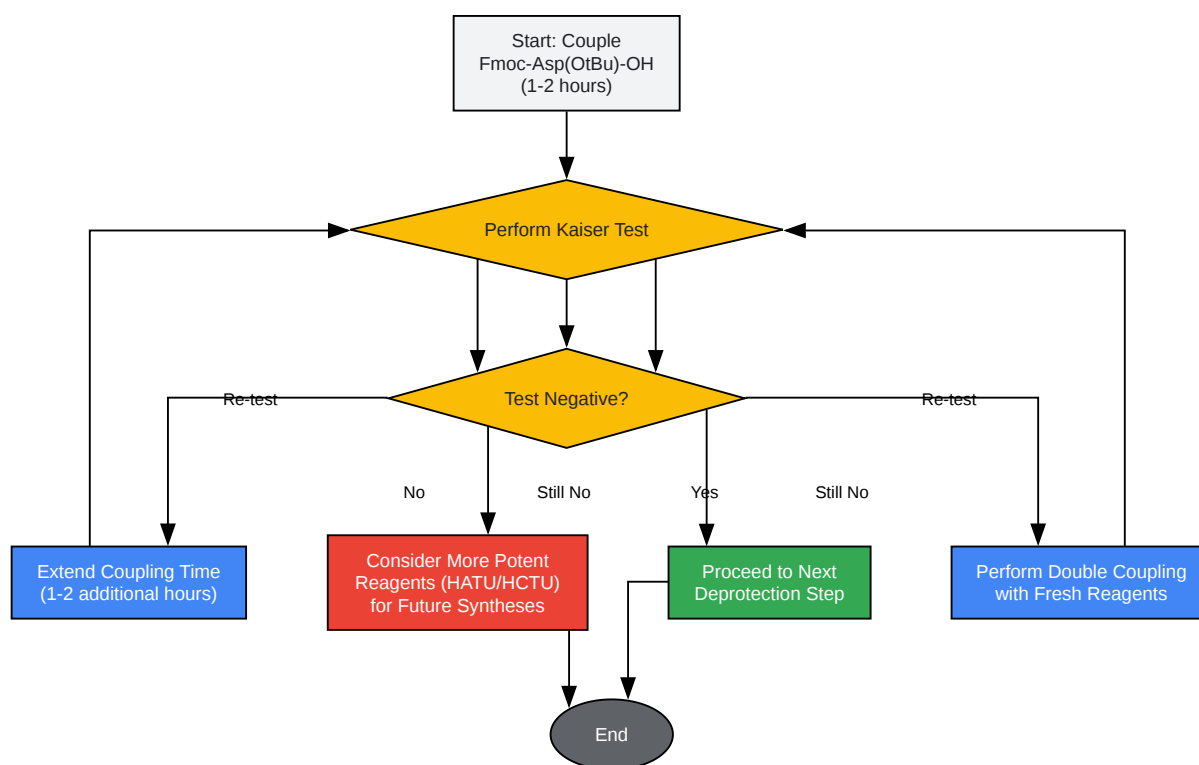 Start: Couple
Fmoc-Asp(OtBu)-OH
(1-2 hours)
Perform Kaiser Test
Test Negative?
Re-test
Re-test
No
Still No
Yes
Still No
Extend Coupling Time
(1-2 additional hours)
Consider More Potent
Reagents (HATU/HCTU)
for Future Syntheses
Proceed to Next
Deprotection Step
Perform Double Coupling
with Fresh Reagents
End